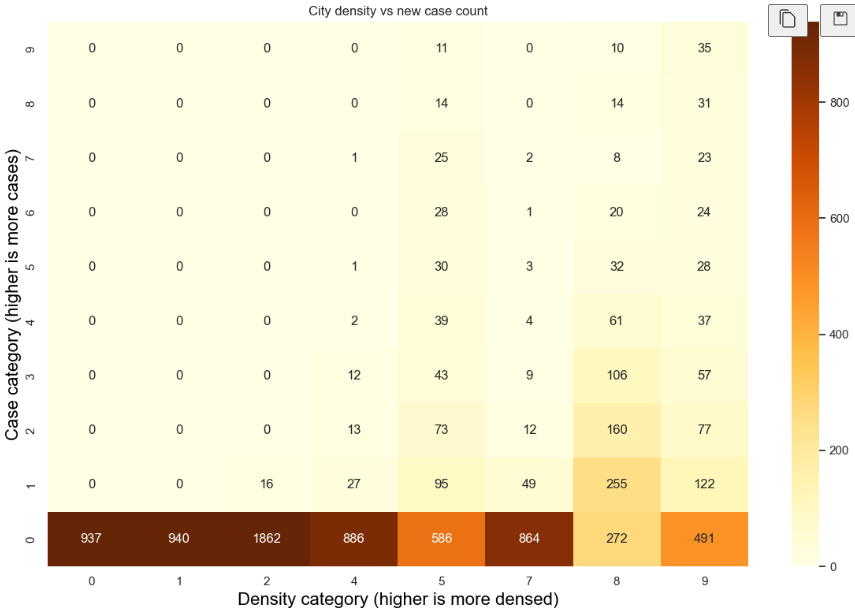 City density vs new case count
9 0 0 0 0 11 0 10 35
8 0 0 0 0 14 0 14 31
7 0 0 0 1 25 2 8 23
6 0 0 0 0 28 1 20 24
5 0 0 0 1 30 3 32 28
4 0 0 0 2 39 4 61 37
3 0 0 0 12 43 9 106 57
2 0 0 0 13 73 12 160 77
1 0 0 16 27 95 49 255 122
0 937 940 1862 886 586 864 272 491
0 1 2 4 5 7 8 9
Density category (higher is more densed)
Case category (higher is more cases)
800
600
400
200
0